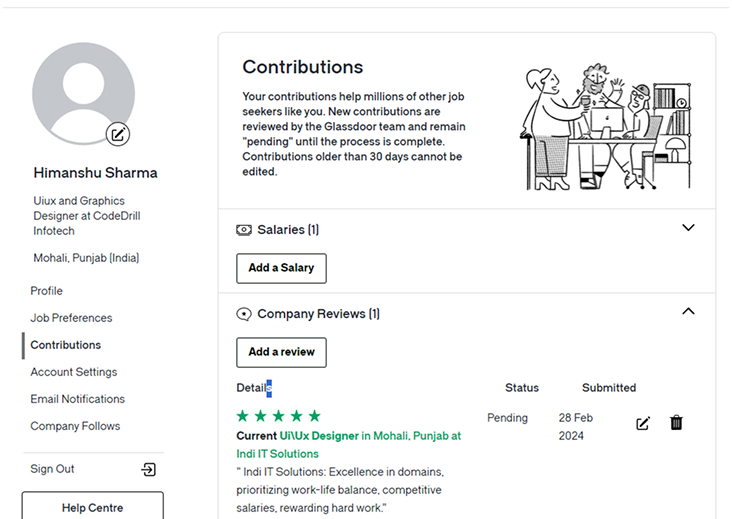 Himanshu Sharma
Uiux and Graphics
Designer at CodeDrill
Infotech
Mohali, Punjab (India)
Profile
Job Preferences
Contributions
Account Settings
Email Notifications
Company Follows
Sign Out
Help Centre
Contributions
Your contributions help millions of other job
seekers like you. New contributions are
reviewed by the Glassdoor team and remain
"pending" until the process is complete.
Contributions older than 30 days cannot be
edited.
Salaries (1)
Add a Salary
Company Reviews (1)
Add a review
Details Status Submitted
Pending 28 Feb
2024
Current Ui\Ux Designer in Mohali, Punjab at
Indi IT Solutions
" Indi IT Solutions: Excellence in domains,
prioritizing work-life balance, competitive
salaries, rewarding hard work."